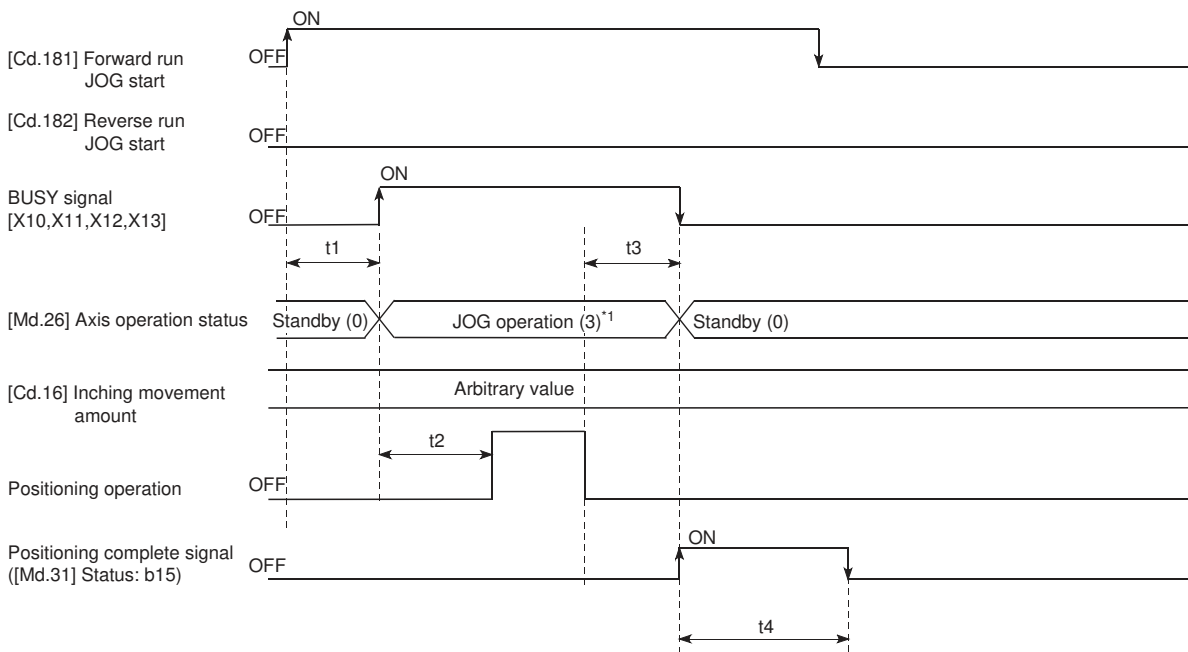 ON
[Cd.181] Forward run
JOG start
OFF
[Cd.182] Reverse run
JOG start
OFF
ON
BUSY signal
[X10,X11,X12,X13]
OFF
t1
t3
[Md.26] Axis operation status
Standby (0)
JOG operation (3)*1
Standby (0)
[Cd.16] Inching movement
amount
Arbitrary value
t2
Positioning operation
OFF
ON
Positioning complete signal
([Md.31] Status: b15)
OFF
t4